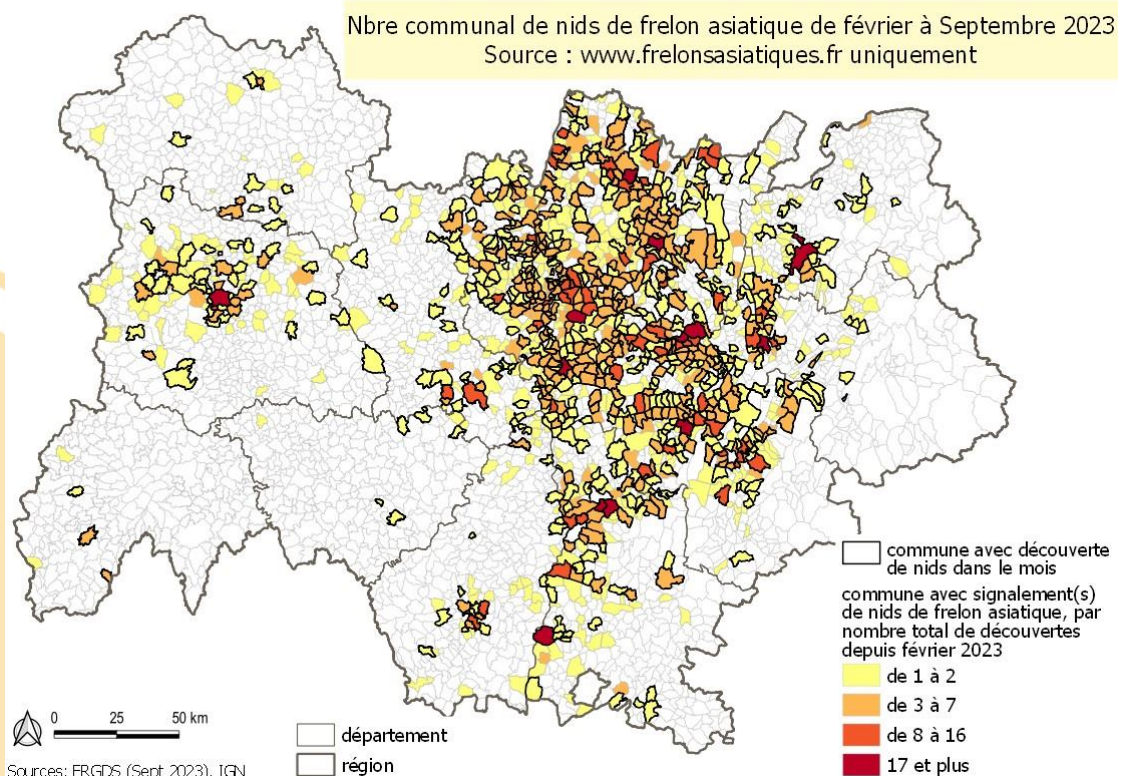 Nbre communal de nids de frelon asiatique de février à Septembre 2023
Source : www.frelonsasiatiques.fr uniquement
commune avec découverte
de nids dans le mois
commune avec signalement(s)
de nids de frelon asiatique, par
nombre total de découvertes
depuis février 2023
de 1 à 2
de 3 à 7
de 8 à 16
17 et plus
0 25 50 km
département
région
Sources: FRGDS (Sept 2023), IGN